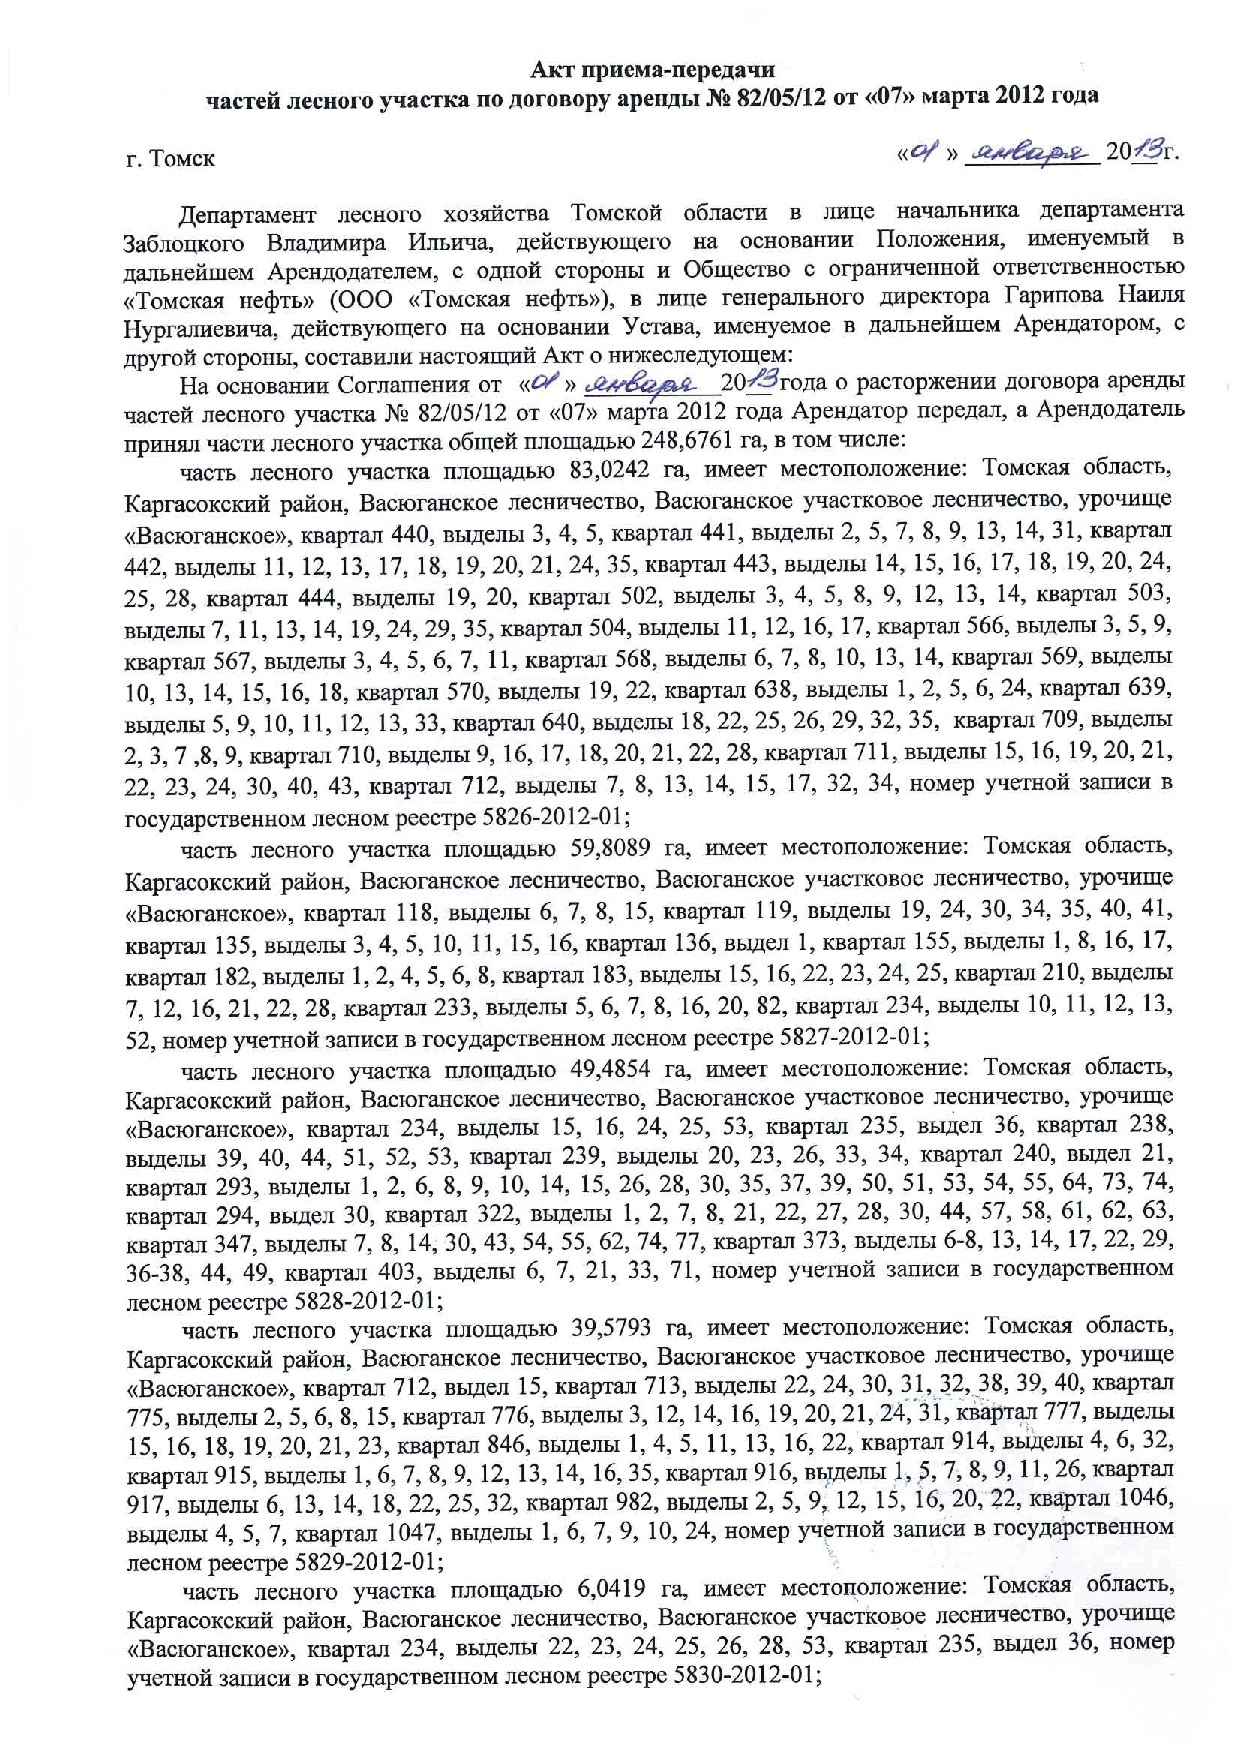 Акт приема-передачи
частей лесного участка по договору аренды № 82/05/12 от «07» марта 2012 года
г. Томск «01» января 2013г.
Департамент лесного хозяйства Томской области в лице начальника департамента
Заблоцкого Владимира Ильича, действующего на основании Положения, именуемый в
дальнейшем Арендодателем, с одной стороны и Общество с ограниченной ответственностью
«Томская нефть» (ООО «Томская нефть»), в лице генерального директора Гарипова Наиля
Нургалиевича, действующего на основании Устава, именуемое в дальнейшем Арендатором, с
другой стороны, составили настоящий Акт о нижеследующем:
На основании Соглашения от «01» января 2013года о расторжении договора аренды
частей лесного участка № 82/05/12 от «07» марта 2012 года Арендатор передал, а Арендодатель
принял части лесного участка общей площадью 248,6761 га, в том числе:
часть лесного участка площадью 83,0242 га, имеет местоположение: Томская область,
Каргасокский район, Васюганское лесничество, Васюганское участковое лесничество, урочище
«Васюганское», квартал 440, выделы 3, 4, 5, квартал 441, выделы 2, 5, 7, 8, 9, 13, 14, 31, квартал
442, выделы 11, 12, 13, 17, 18, 19, 20, 21, 24, 35, квартал 443, выделы 14, 15, 16, 17, 18, 19, 20, 24,
25, 28, квартал 444, выделы 19, 20, квартал 502, выделы 3, 4, 5, 8, 9, 12, 13, 14, квартал 503,
выделы 7, 11, 13, 14, 19, 24, 29, 35, квартал 504, выделы 11, 12, 16, 17, квартал 566, выделы 3, 5, 9,
квартал 567, выделы 3, 4, 5, 6, 7, 11, квартал 568, выделы 6, 7, 8, 10, 13, 14, квартал 569, выделы
10, 13, 14, 15, 16, 18, квартал 570, выделы 19, 22, квартал 638, выделы 1, 2, 5, 6, 24, квартал 639,
выделы 5, 9, 10, 11, 12, 13, 33, квартал 640, выделы 18, 22, 25, 26, 29, 32, 35, квартал 709, выделы
2, 3, 7 ,8, 9, квартал 710, выделы 9, 16, 17, 18, 20, 21, 22, 28, квартал 711, выделы 15, 16, 19, 20, 21,
22, 23, 24, 30, 40, 43, квартал 712, выделы 7, 8, 13, 14, 15, 17, 32, 34, номер учетной записи в
государственном лесном реестре 5826-2012-01;
часть лесного участка площадью 59,8089 га, имеет местоположение: Томская область,
Каргасокский район, Васюганское лесничество, Васюганское участковое лесничество, урочище
«Васюганское», квартал 118, выделы 6, 7, 8, 15, квартал 119, выделы 19, 24, 30, 34, 35, 40, 41,
квартал 135, выделы 3, 4, 5, 10, 11, 15, 16, квартал 136, выдел 1, квартал 155, выделы 1, 8, 16, 17,
квартал 182, выделы 1, 2, 4, 5, 6, 8, квартал 183, выделы 15, 16, 22, 23, 24, 25, квартал 210, выделы
7, 12, 16, 21, 22, 28, квартал 233, выделы 5, 6, 7, 8, 16, 20, 82, квартал 234, выделы 10, 11, 12, 13,
52, номер учетной записи в государственном лесном реестре 5827-2012-01;
часть лесного участка площадью 49,4854 га, имеет местоположение: Томская область,
Каргасокский район, Васюганское лесничество, Васюганское участковое лесничество, урочище
«Васюганское», квартал 234, выделы 15, 16, 24, 25, 53, квартал 235, выдел 36, квартал 238,
выделы 39, 40, 44, 51, 52, 53, квартал 239, выделы 20, 23, 26, 33, 34, квартал 240, выдел 21,
квартал 293, выделы 1, 2, 6, 8, 9, 10, 14, 15, 26, 28, 30, 35, 37, 39, 50, 51, 53, 54, 55, 64, 73, 74,
квартал 294, выдел 30, квартал 322, выделы 1, 2, 7, 8, 21, 22, 27, 28, 30, 44, 57, 58, 61, 62, 63,
квартал 347, выделы 7, 8, 14, 30, 43, 54, 55, 62, 74, 77, квартал 373, выделы 6-8, 13, 14, 17, 22, 29,
36-38, 44, 49, квартал 403, выделы 6, 7, 21, 33, 71, номер учетной записи в государственном
лесном реестре 5828-2012-01;
часть лесного участка площадью 39,5793 га, имеет местоположение: Томская область,
Каргасокский район, Васюганское лесничество, Васюганское участковое лесничество, урочище
«Васюганское», квартал 712, выдел 15, квартал 713, выделы 22, 24, 30, 31, 32, 38, 39, 40, квартал
775, выделы 2, 5, 6, 8, 15, квартал 776, выделы 3, 12, 14, 16, 19, 20, 21, 24, 31, квартал 777, выделы
15, 16, 18, 19, 20, 21, 23, квартал 846, выделы 1, 4, 5, 11, 13, 16, 22, квартал 914, выделы 4, 6, 32,
квартал 915, выделы 1, 6, 7, 8, 9, 12, 13, 14, 16, 35, квартал 916, выделы 1, 5, 7, 8, 9, 11, 26, квартал
917, выделы 6, 13, 14, 18, 22, 25, 32, квартал 982, выделы 2, 5, 9, 12, 15, 16, 20, 22, квартал 1046,
выделы 4, 5, 7, квартал 1047, выделы 1, 6, 7, 9, 10, 24, номер учетной записи в государственном
лесном реестре 5829-2012-01;
часть лесного участка площадью 6,0419 га, имеет местоположение: Томская область,
Каргасокский район, Васюганское лесничество, Васюганское участковое лесничество, урочище
«Васюганское», квартал 234, выделы 22, 23, 24, 25, 26, 28, 53, квартал 235, выдел 36, номер
учетной записи в государственном лесном реестре 5830-2012-01;